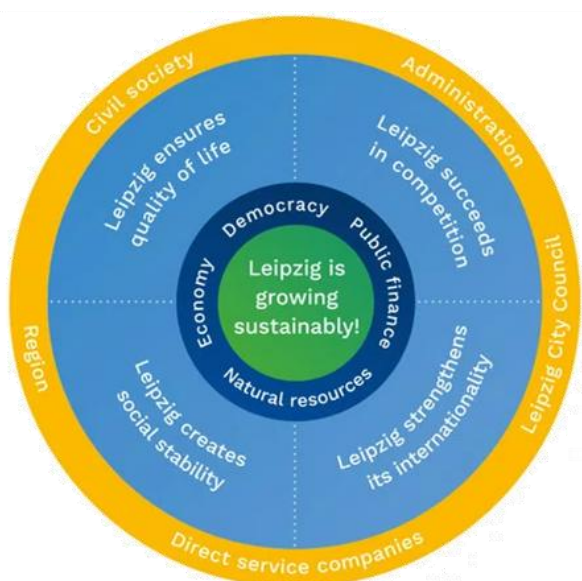 Civil society
Administration
Leipzig ensures
quality of life
Leipzig succeeds
in competition
Democracy
Public finance
Economy
Leipzig is
growing
sustainably!
Natural resources
Region
Leipzig City Council
Leipzig creates
social stability
Leipzig strengthens
its internationality
Direct service companies